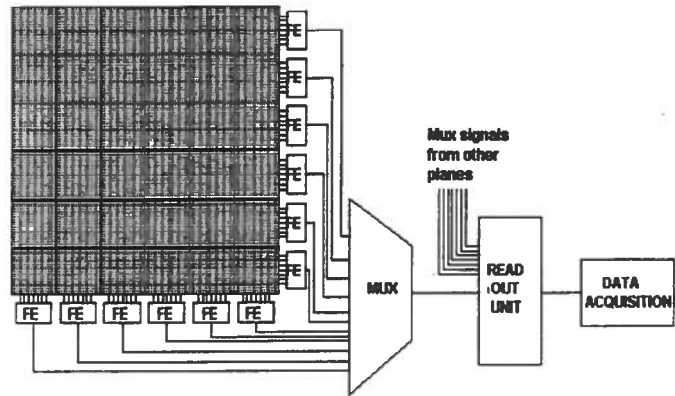 FE
FE
FE
FE
FE
FE
FE
FE
FE
FE
FE
FE
MUX
Mux signals
from other
planes
READ
OUT
UNIT
DATA
ACQUISITION